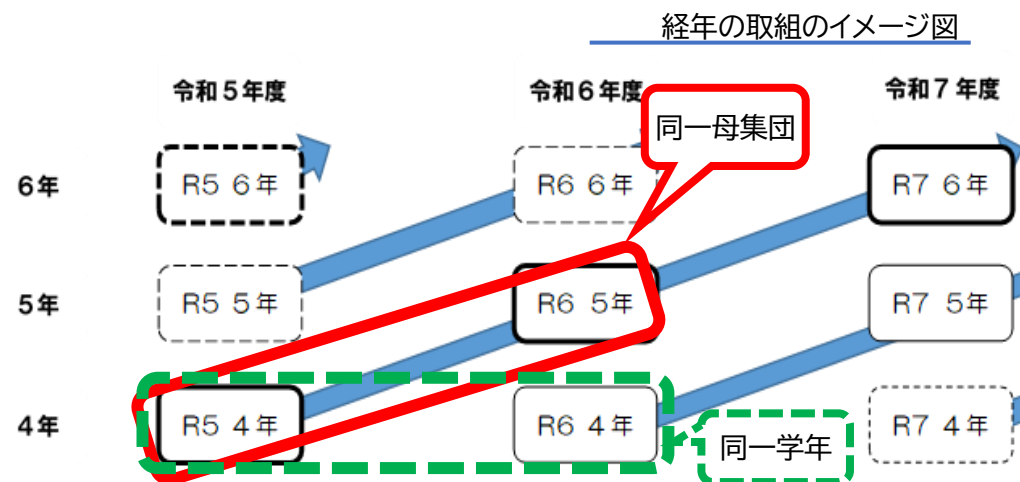 経年の取組のイメージ図
令和5年度
令和6年度
令和7年度
同一母集団
6年
R5 6年
R6 6年
R7 6年
5年
R5 5年
R6 5年
R7 5年
4年
R5 4年
R6 4年
R7 4年
同一学年